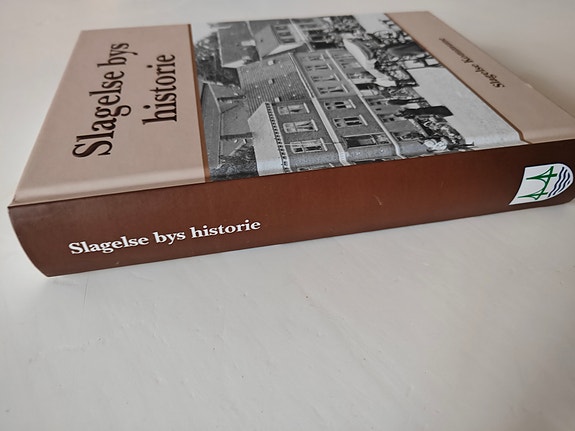 Slagelse bys
historie
Slagelse Kommune
Slagelse bys historie